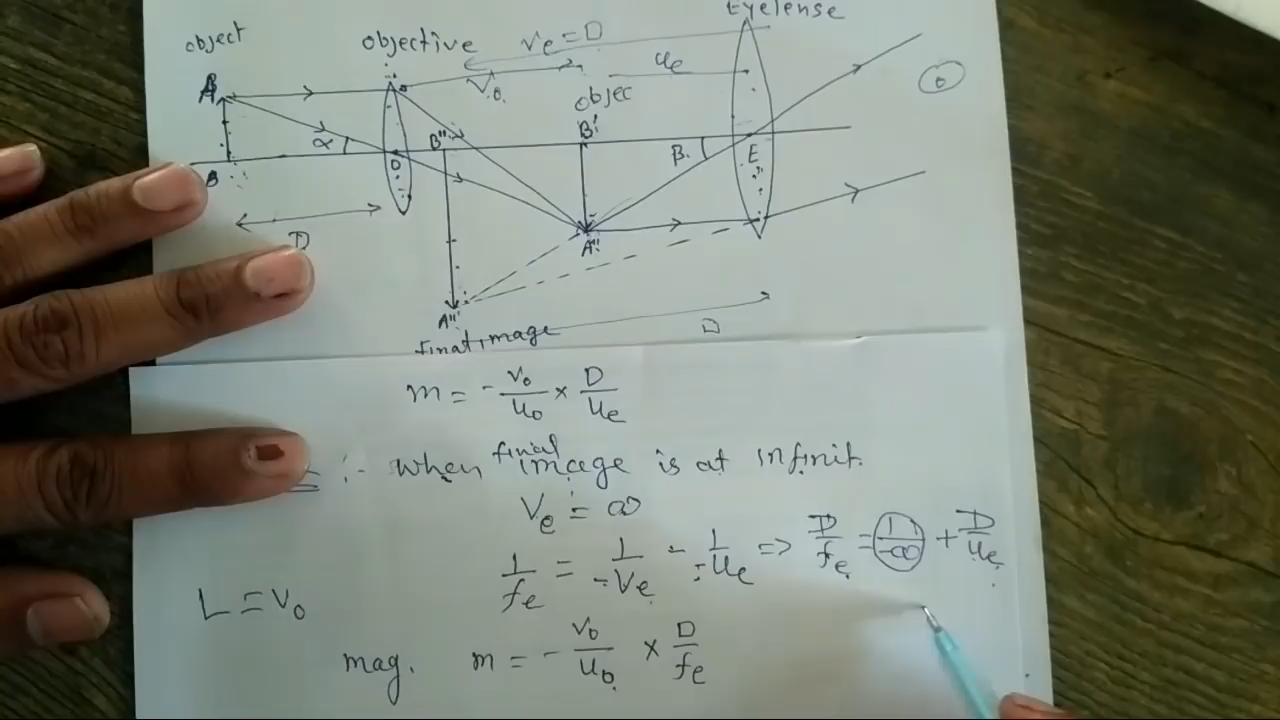 Eyelense
object
objective
Ve = D
ue
Vo
objec
A
B'
B"
α
β
O
E
B
D
A"
A"'
D
final image
m = - Vo/uo × D/ue
:- when final image is at infinit.
Ve = ∞
1/fe = 1/-Ve - 1/-ue => D/fe = 1/-∞ + D/ue
L = Vo
mag. m = - Vo/uo × D/fe